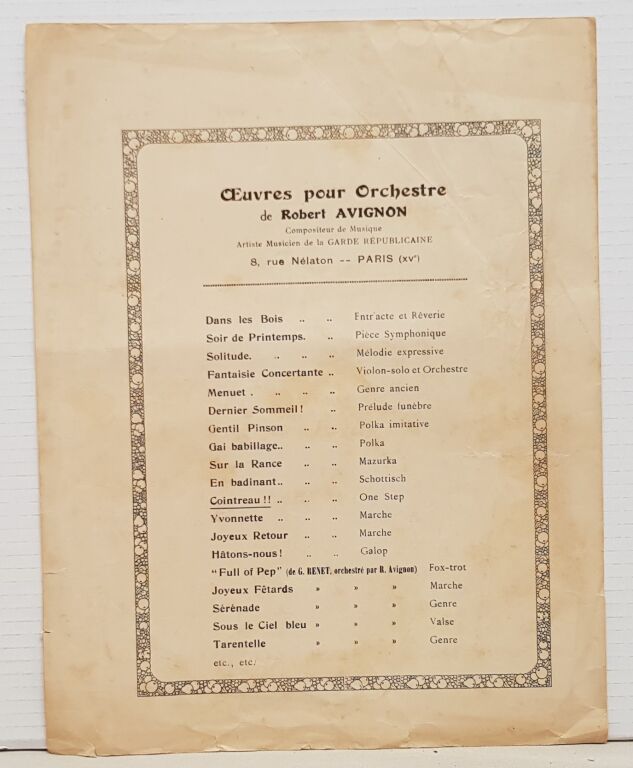 Œuvres pour Orchestre
de Robert AVIGNON
Compositeur de Musique
Artiste Musicien de la GARDE RÉPUBLICAINE
8, rue Nélaton -- PARIS (XVe)
Dans les Bois .. .. Entr'acte et Rêverie
Soir de Printemps. .. Pièce Symphonique
Solitude. .. .. .. Mélodie expressive
Fantaisie Concertante .. Violon-solo et Orchestre
Menuet . .. .. .. Genre ancien
Dernier Sommeil ! .. Prélude funèbre
Gentil Pinson .. .. Polka imitative
Gai babillage.. .. .. Polka
Sur la Rance .. .. Mazurka
En badinant.. .. .. Schottisch
Cointreau !! .. .. .. One Step
Yvonnette .. .. .. Marche
Joyeux Retour .. .. Marche
Hâtons-nous ! .. .. Galop
"Full of Pep" (de G. RENET, orchestré par R. Avignon) Fox-trot
Joyeux Fêtards » » » Marche
Sérénade » » » Genre
Sous le Ciel bleu » » » Valse
Tarentelle » » » Genre
etc., etc.